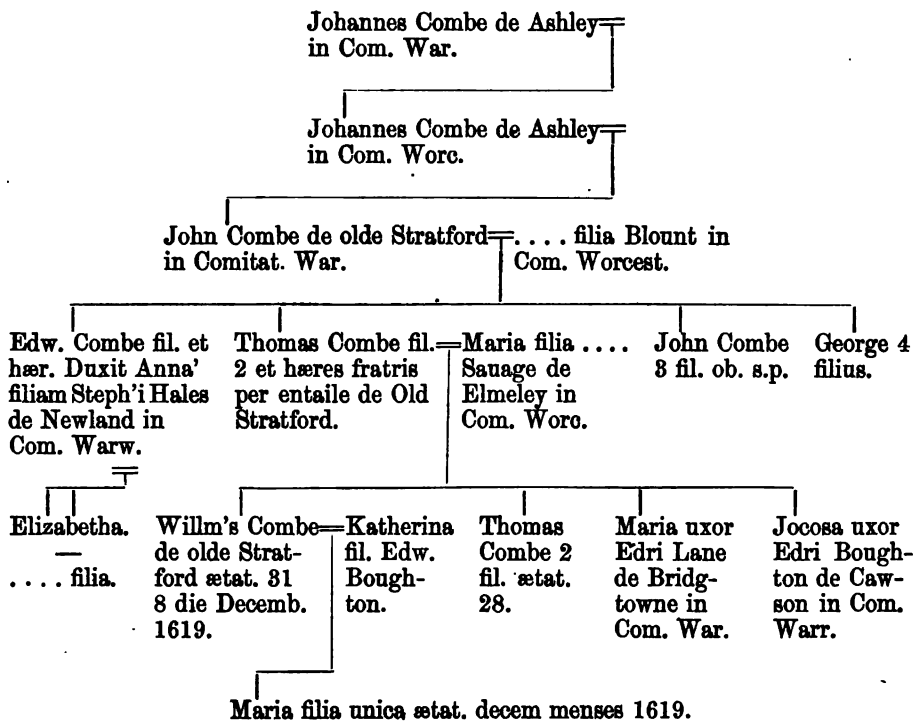 Johannes Combe de Ashley
in Com. War.
Johannes Combe de Ashley
in Com. Worc.
John Combe de olde Stratford
in Comitat. War.
. . . . filia Blount in
Com. Worcest.
Edw. Combe fil. et
hær. Duxit Anna'
filiam Steph'i Hales
de Newland in
Com. Warw.
Thomas Combe fil.
2 et hæres fratris
per entaile de Old
Stratford.
Maria filia . . . .
Sauage de
Elmeley in
Com. Worc.
John Combe
3 fil. ob. s.p.
George 4
filius.
Elizabetha.
—
. . . . filia.
Willm's Combe
de olde Strat-
ford ætat. 31
8 die Decemb.
1619.
Katherina
fil. Edw.
Bough-
ton.
Thomas
Combe 2
fil. ætat.
28.
Maria uxor
Edri Lane
de Bridg-
towne in
Com. War.
Jocosa uxor
Edri Bough-
ton de Caw-
son in Com.
Warr.
Maria filia unica ætat. decem menses 1619.